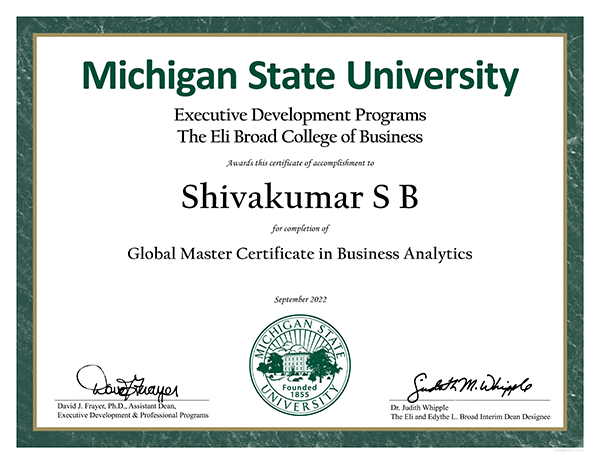 Michigan State University
Executive Development Programs
The Eli Broad College of Business
Awards this certificate of accomplishment to
Shivakumar S B
for completion of
Global Master Certificate in Business Analytics
September 2022
MICHIGAN STATE
UNIVERSITY
Founded
1855
David J. Frayer
David J. Frayer, Ph.D., Assistant Dean,
Executive Development & Professional Programs
Judith M. Whipple
Dr. Judith Whipple
The Eli and Edythe L. Broad Interim Dean Designee